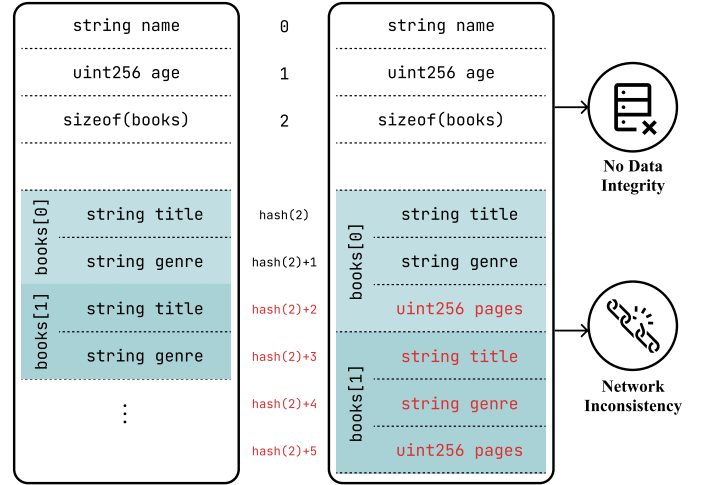 string name
0
string name
uint256 age
1
uint256 age
sizeof(books)
2
sizeof(books)
No Data
Integrity
books[0]
string title
hash(2)
books[0]
string title
string genre
hash(2)+1
string genre
books[1]
string title
hash(2)+2
uint256 pages
string genre
hash(2)+3
books[1]
string title
⋮
hash(2)+4
string genre
hash(2)+5
uint256 pages
Network
Inconsistency